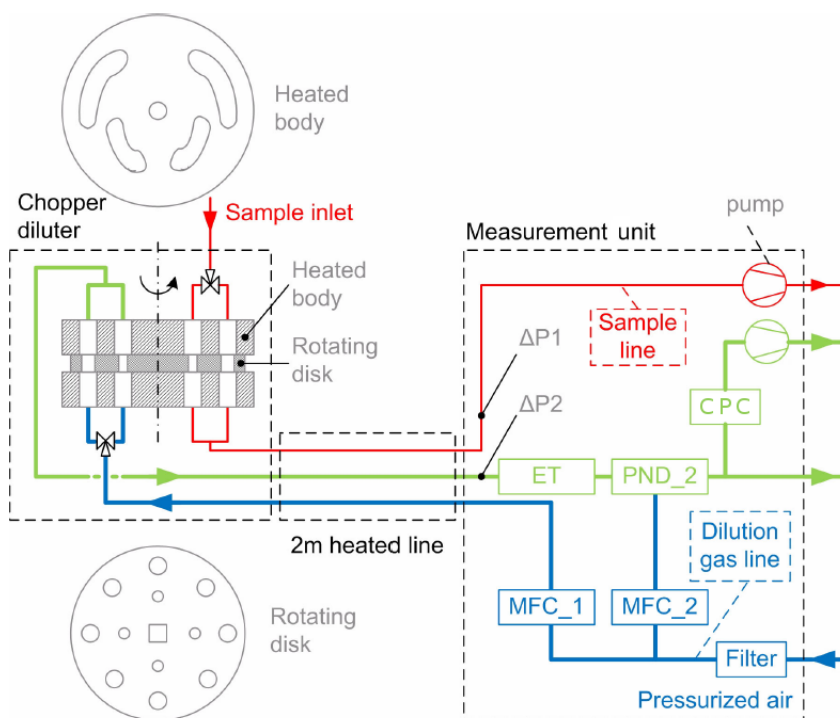 Heated
body
Chopper
diluter
Sample inlet
Measurement unit
pump
Heated
body
Rotating
disk
Sample
line
ΔP1
ΔP2
CPC
ET
PND_2
2m heated line
Dilution
gas line
Rotating
disk
MFC_1
MFC_2
Filter
Pressurized air